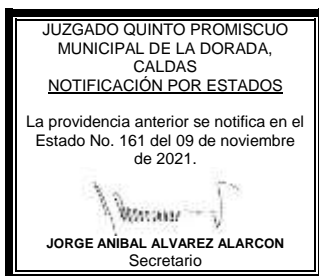 JUZGADO QUINTO PROMISCUO
MUNICIPAL DE LA DORADA,
CALDAS
NOTIFICACIÓN POR ESTADOS
La providencia anterior se notifica en el
Estado No. 161 del 09 de noviembre
de 2021.
JORGE ANIBAL ALVAREZ ALARCON
Secretario